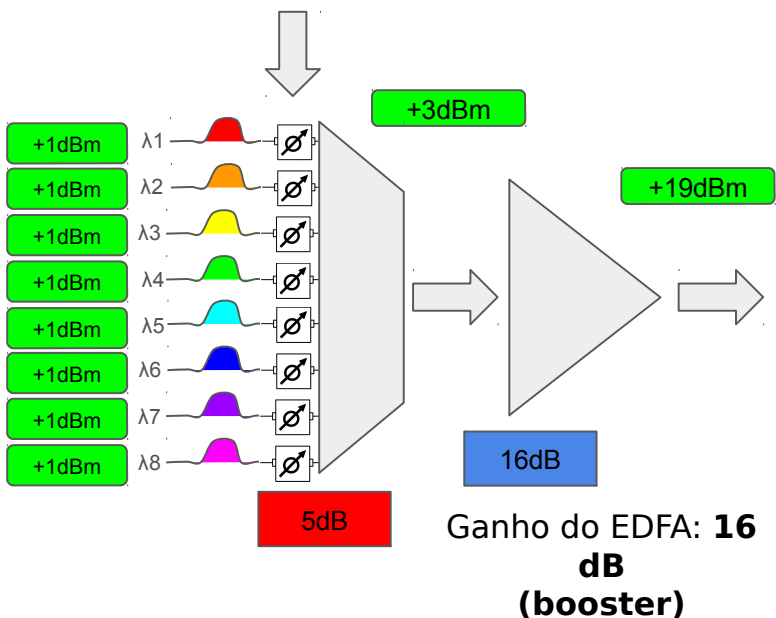 +3dBm
+1dBm λ1
+1dBm λ2
+19dBm
+1dBm λ3
+1dBm λ4
+1dBm λ5
+1dBm λ6
+1dBm λ7
+1dBm λ8
16dB
5dB
Ganho do EDFA: 16
dB
(booster)